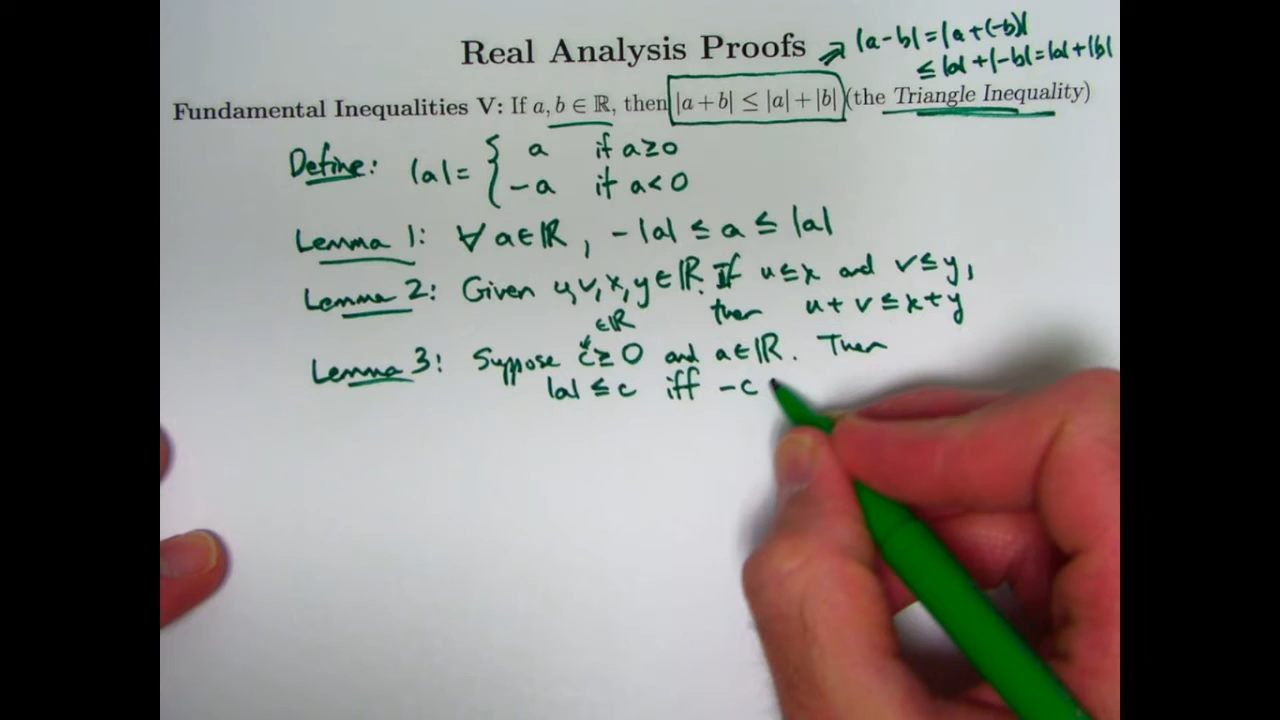 Real Analysis Proofs
⇒ |a-b| = |a+(-b)|
≤ |a|+|-b| = |a|+|b|
Fundamental Inequalities V: If a, b ∈ ℝ, then |a + b| ≤ |a| + |b| (the Triangle Inequality)
Define: |a| = { a if a ≥ 0
-a if a < 0
Lemma 1: ∀ a ∈ ℝ, -|a| ≤ a ≤ |a|
Lemma 2: Given u, v, x, y ∈ ℝ. If u ≤ x and v ≤ y,
then u + v ≤ x + y
∈ ℝ
Lemma 3: Suppose c ≥ 0 and a ∈ ℝ. Then
|a| ≤ c iff -c